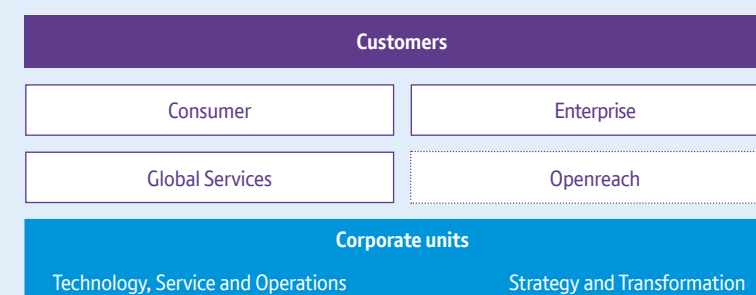 Customers
Consumer
Enterprise
Global Services
Openreach
Corporate units
Technology, Service and Operations
Strategy and Transformation